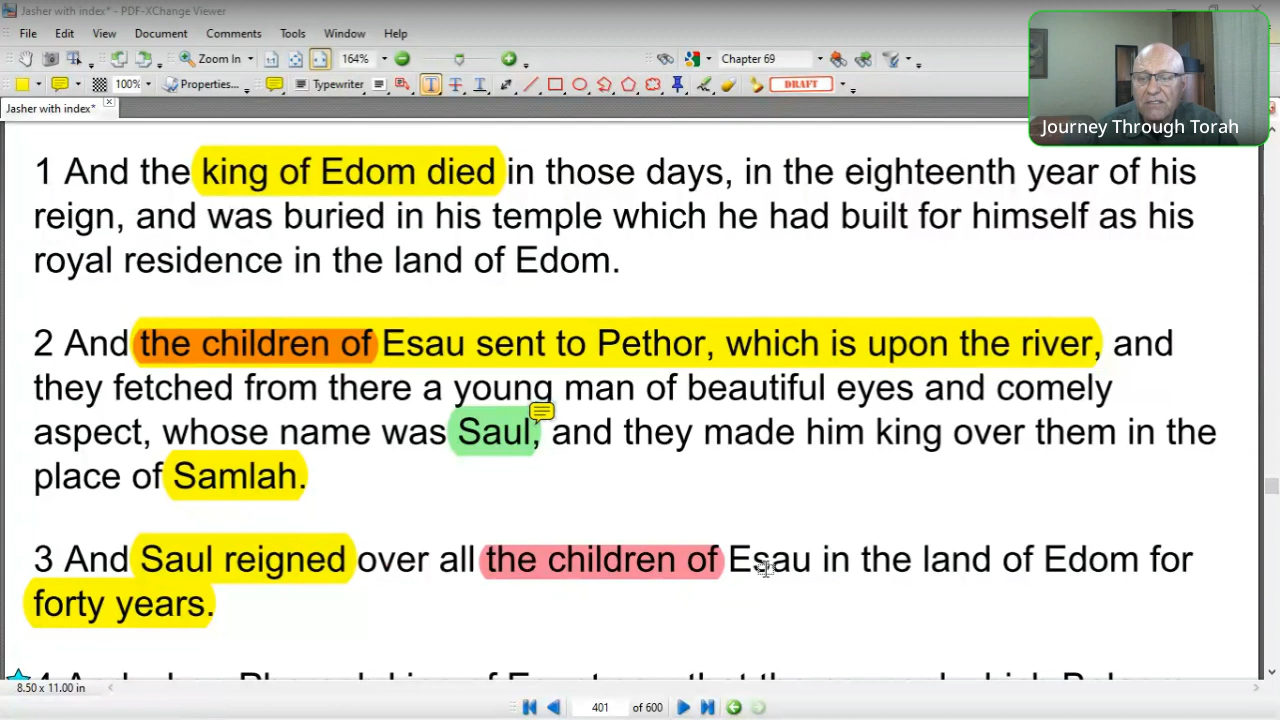 Jasher with index* - PDF-XChange Viewer
File Edit View Document Comments Tools Window Help
Zoom In 164% Chapter 69
100% Properties... Typewriter DRAFT
Jasher with index*
Journey Through Torah
1 And the king of Edom died in those days, in the eighteenth year of his
reign, and was buried in his temple which he had built for himself as his
royal residence in the land of Edom.
2 And the children of Esau sent to Pethor, which is upon the river, and
they fetched from there a young man of beautiful eyes and comely
aspect, whose name was Saul, and they made him king over them in the
place of Samlah.
3 And Saul reigned over all the children of Esau in the land of Edom for
forty years.
8.50 x 11.00 in
401 of 600